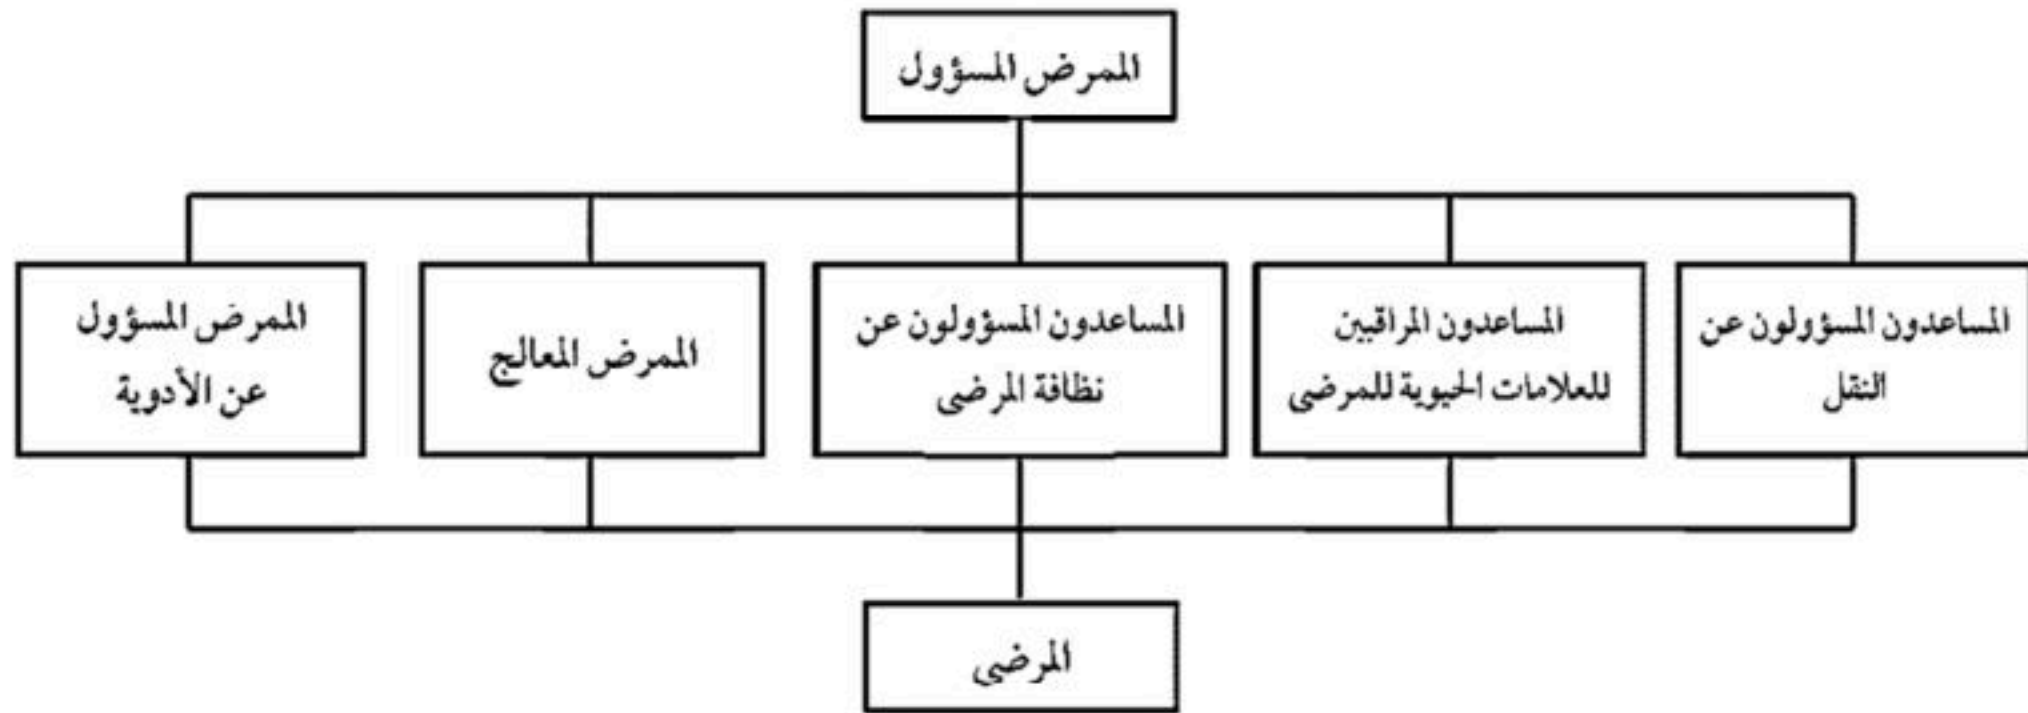 الممرض المسؤول
المساعدون المسؤولون عن
النقل
المساعدون المراقبين
للعلامات الحيوية للمرضى
المساعدون المسؤولون عن
نظافة المرضى
الممرض المعالج
الممرض المسؤول
عن الأدوية
المرضى